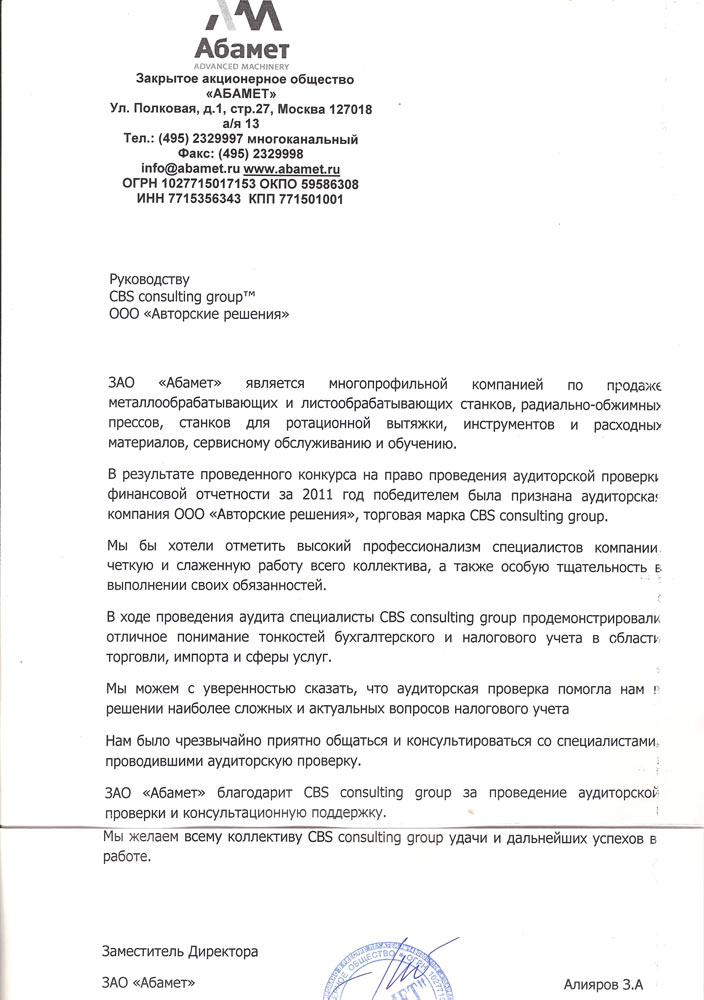 Абамет
ADVANCED MACHINERY
Закрытое акционерное общество
«АБАМЕТ»
Ул. Полковая, д.1, стр.27, Москва 127018
а/я 13
Тел.: (495) 2329997 многоканальный
Факс: (495) 2329998
info@abamet.ru www.abamet.ru
ОГРН 1027715017153 ОКПО 59586308
ИНН 7715356343 КПП 771501001
Руководству
CBS consulting group™
ООО «Авторские решения»
ЗАО «Абамет» является многопрофильной компанией по продаже
металлообрабатывающих и листообрабатывающих станков, радиально-обжимных
прессов, станков для ротационной вытяжки, инструментов и расходных
материалов, сервисному обслуживанию и обучению.
В результате проведенного конкурса на право проведения аудиторской проверки
финансовой отчетности за 2011 год победителем была признана аудиторская
компания ООО «Авторские решения», торговая марка CBS consulting group.
Мы бы хотели отметить высокий профессионализм специалистов компании,
четкую и слаженную работу всего коллектива, а также особую тщательность в
выполнении своих обязанностей.
В ходе проведения аудита специалисты CBS consulting group продемонстрировали
отличное понимание тонкостей бухгалтерского и налогового учета в области
торговли, импорта и сферы услуг.
Мы можем с уверенностью сказать, что аудиторская проверка помогла нам в
решении наиболее сложных и актуальных вопросов налогового учета
Нам было чрезвычайно приятно общаться и консультироваться со специалистами,
проводившими аудиторскую проверку.
ЗАО «Абамет» благодарит CBS consulting group за проведение аудиторской
проверки и консультационную поддержку.
Мы желаем всему коллективу CBS consulting group удачи и дальнейших успехов в
работе.
Заместитель Директора
ЗАО «Абамет»
Алияров З.А